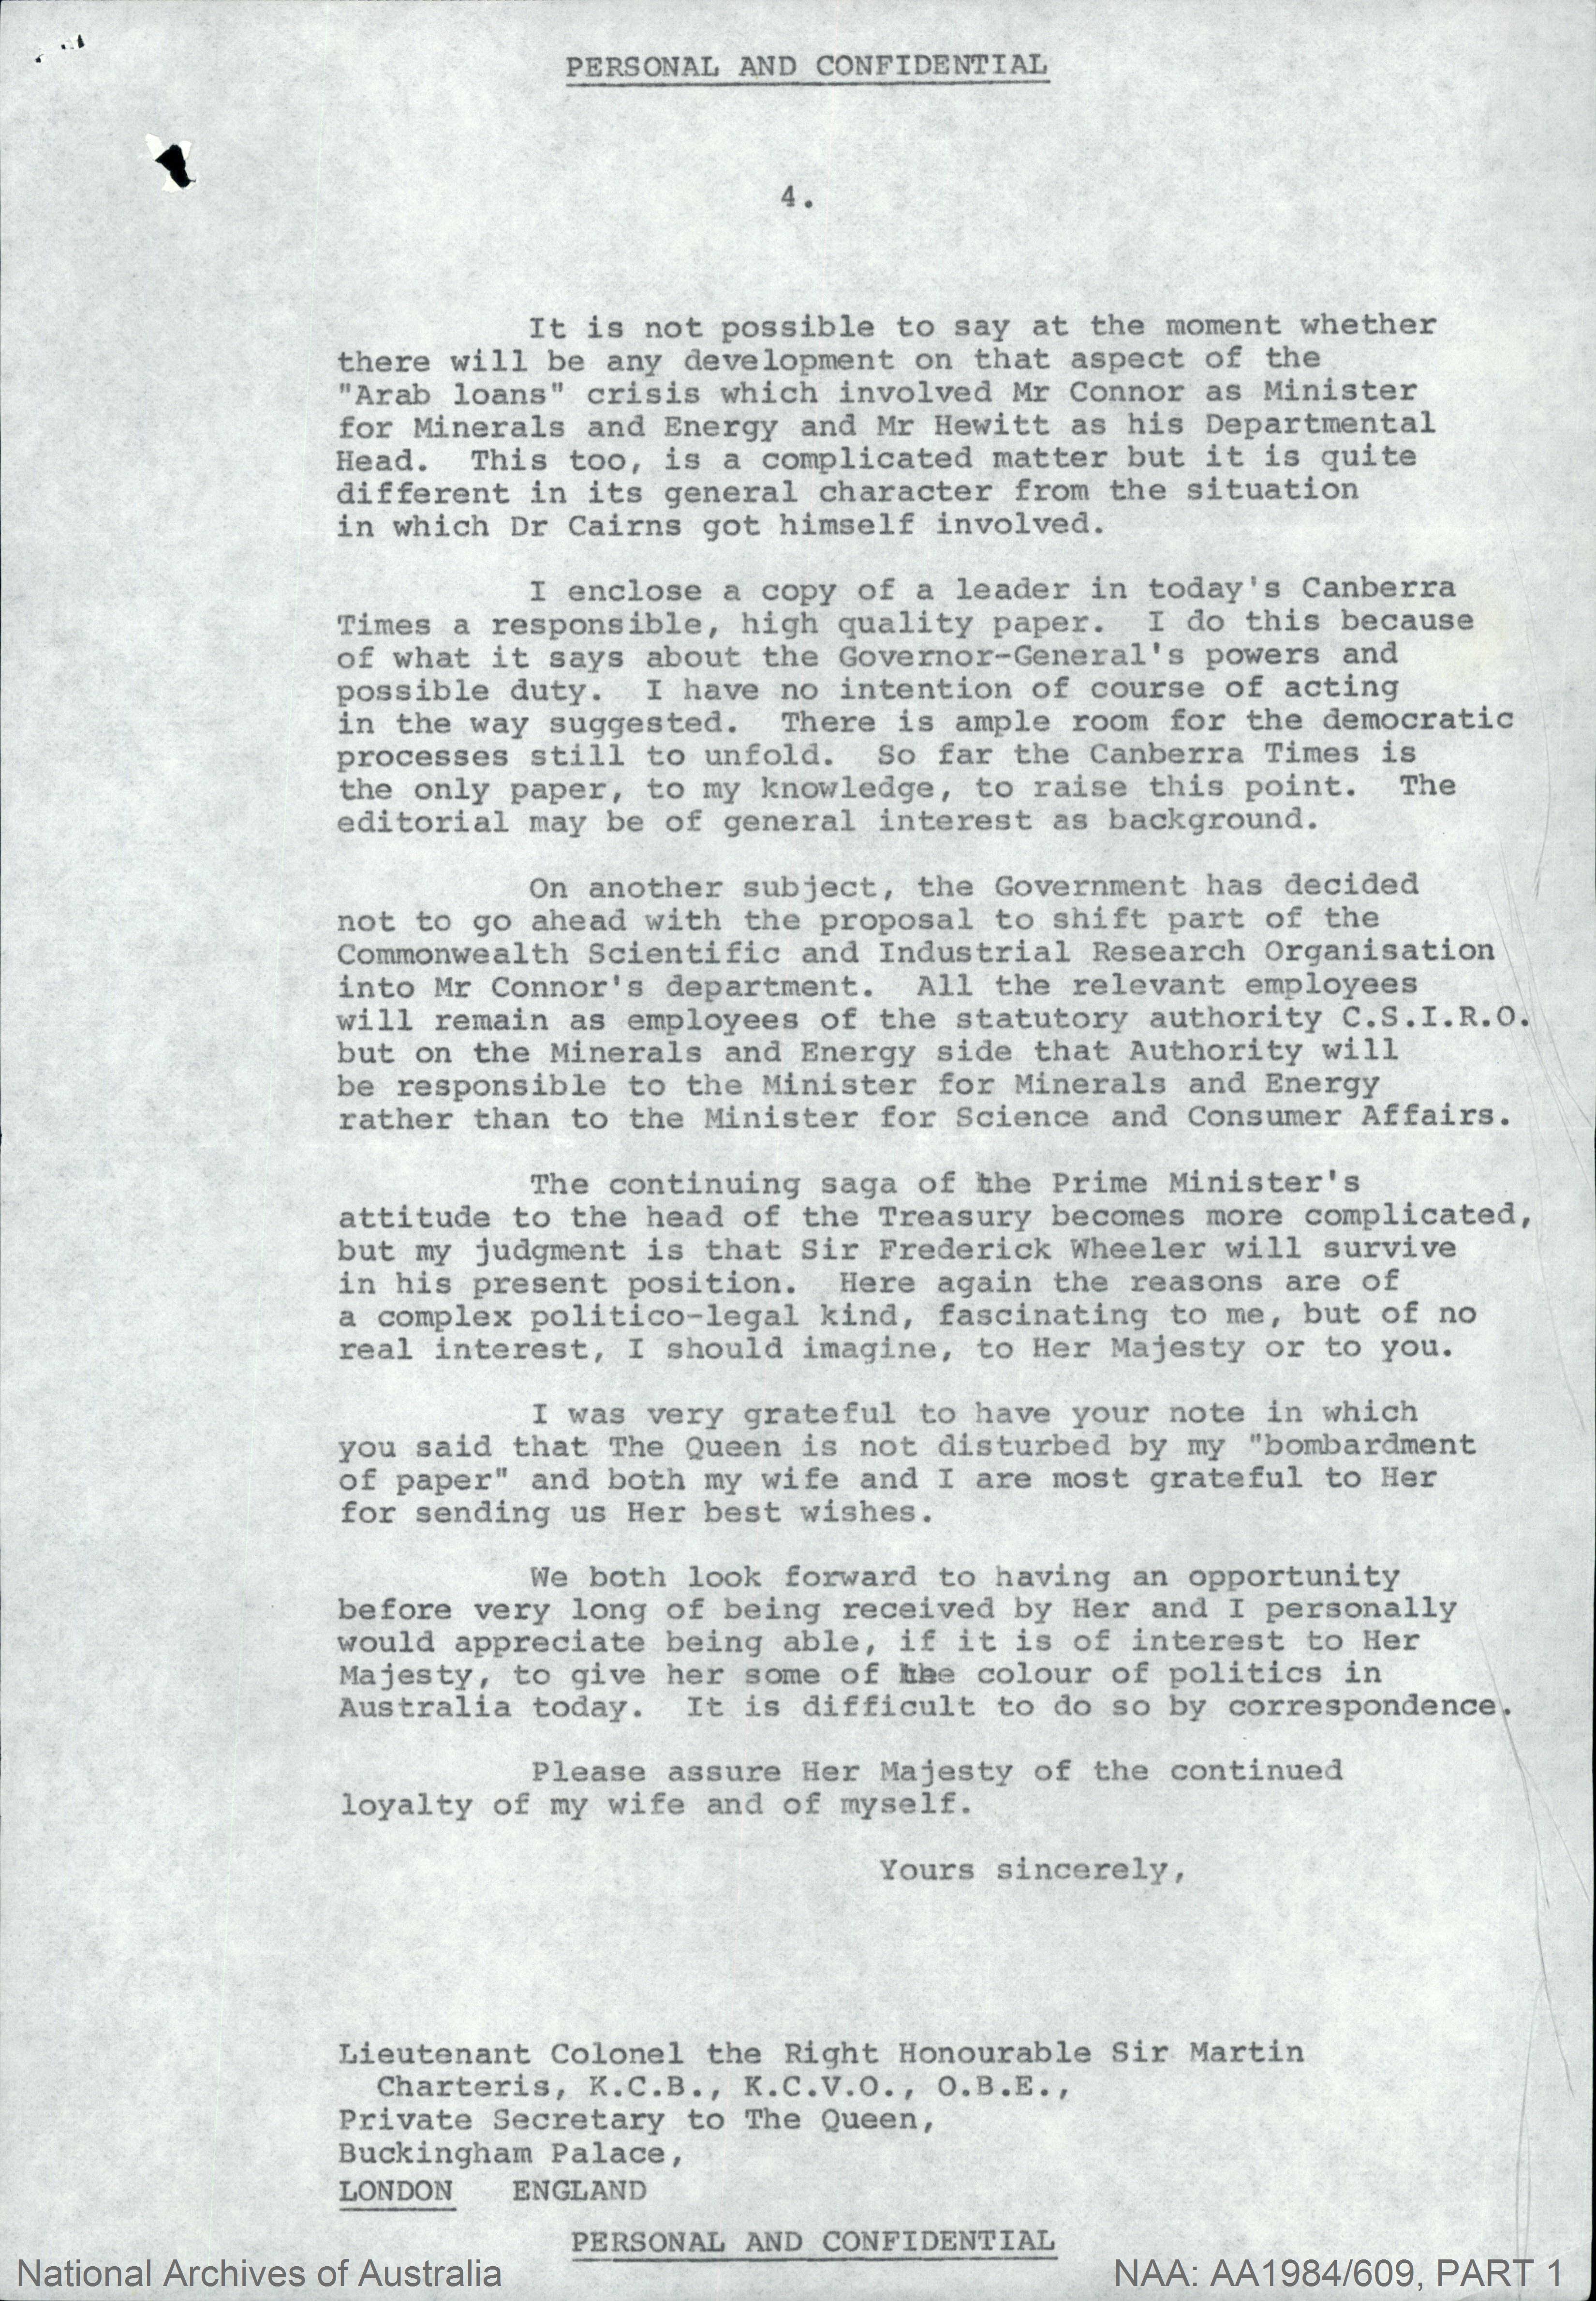 PERSONAL AND CONFIDENTIAL
4.
It is not possible to say at the moment whether
there will be any development on that aspect of the
"Arab loans" crisis which involved Mr Connor as Minister
for Minerals and Energy and Mr Hewitt as his Departmental
Head.  This too, is a complicated matter but it is quite
different in its general character from the situation
in which Dr Cairns got himself involved.
I enclose a copy of a leader in today's Canberra
Times a responsible, high quality paper.  I do this because
of what it says about the Governor-General's powers and
possible duty.  I have no intention of course of acting
in the way suggested.  There is ample room for the democratic
processes still to unfold.  So far the Canberra Times is
the only paper, to my knowledge, to raise this point.  The
editorial may be of general interest as background.
On another subject, the Government has decided
not to go ahead with the proposal to shift part of the
Commonwealth Scientific and Industrial Research Organisation
into Mr Connor's department.  All the relevant employees
will remain as employees of the statutory authority C.S.I.R.O.
but on the Minerals and Energy side that Authority will
be responsible to the Minister for Minerals and Energy
rather than to the Minister for Science and Consumer Affairs.
The continuing saga of the Prime Minister's
attitude to the head of the Treasury becomes more complicated,
but my judgment is that Sir Frederick Wheeler will survive
in his present position.  Here again the reasons are of
a complex politico-legal kind, fascinating to me, but of no
real interest, I should imagine, to Her Majesty or to you.
I was very grateful to have your note in which
you said that The Queen is not disturbed by my "bombardment
of paper" and both my wife and I are most grateful to Her
for sending us Her best wishes.
We both look forward to having an opportunity
before very long of being received by Her and I personally
would appreciate being able, if it is of interest to Her
Majesty, to give her some of the colour of politics in
Australia today.  It is difficult to do so by correspondence.
Please assure Her Majesty of the continued
loyalty of my wife and of myself.
Yours sincerely,
Lieutenant Colonel the Right Honourable Sir Martin
Charteris, K.C.B., K.C.V.O., O.B.E.,
Private Secretary to The Queen,
Buckingham Palace,
LONDON   ENGLAND
PERSONAL AND CONFIDENTIAL
National Archives of Australia
NAA: AA1984/609, PART 1